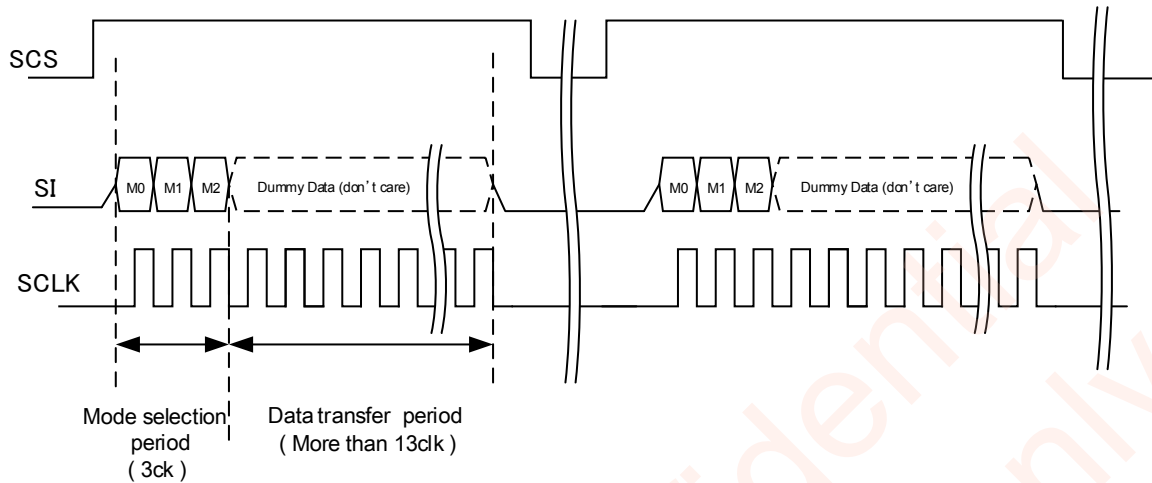 SCS
SI
M0 M1 M2 Dummy Data (don't care)
M0 M1 M2 Dummy Data (don't care)
SCLK
Mode selection
period
( 3ck )
Data transfer period
( More than 13clk )